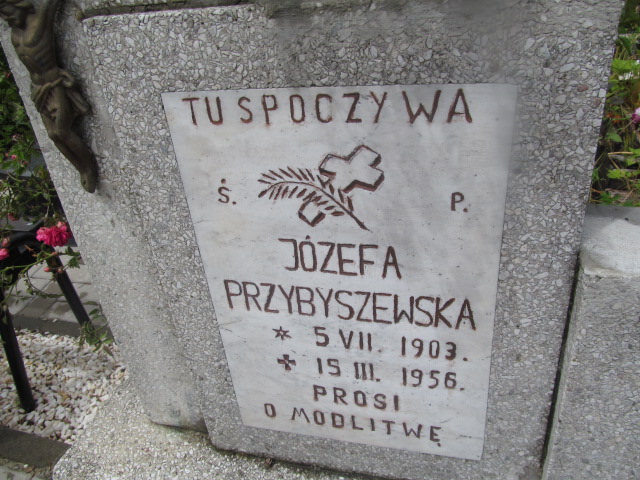 TU SPOCZYWA
Ś. P.
JÓZEFA
PRZYBYSZEWSKA
5 VII. 1903.
15 III. 1956.
PROSI
O MODLITWĘ